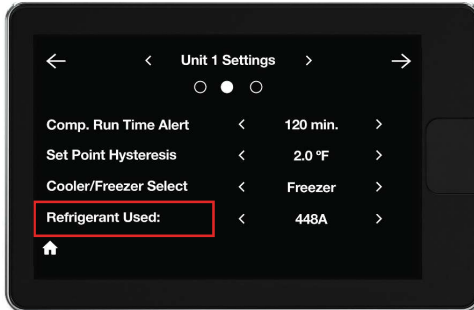 Unit 1 Settings
Comp. Run Time Alert 120 min.
Set Point Hysteresis 2.0 ºF
Cooler/Freezer Select Freezer
Refrigerant Used: 448A